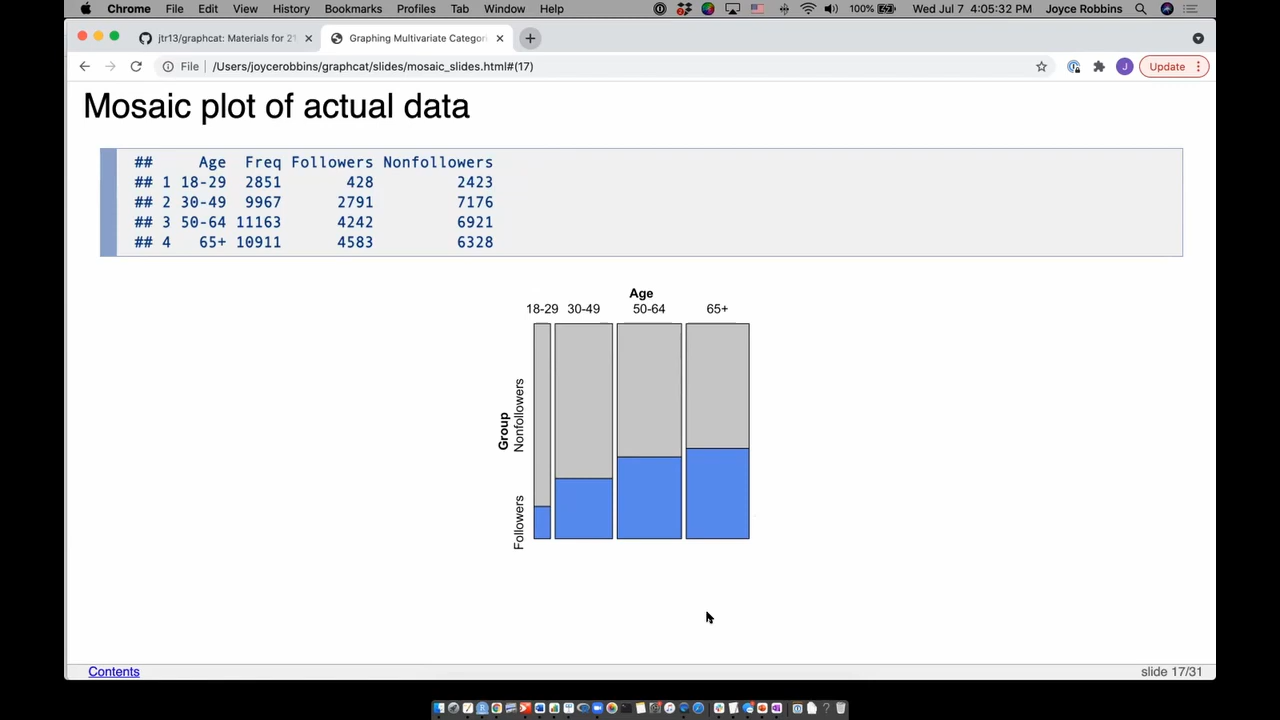 Chrome File Edit View History Bookmarks Profiles Tab Window Help 100% Wed Jul 7 4:05:32 PM Joyce Robbins
jtr13/graphcat: Materials for 21 Graphing Multivariate Categori
File /Users/joycerobbins/graphcat/slides/mosaic_slides.html#(17) J Update
Mosaic plot of actual data
## Age Freq Followers Nonfollowers
## 1 18-29 2851 428 2423
## 2 30-49 9967 2791 7176
## 3 50-64 11163 4242 6921
## 4 65+ 10911 4583 6328
Age
18-29 30-49 50-64 65+
Group
Nonfollowers
Followers
Contents slide 17/31